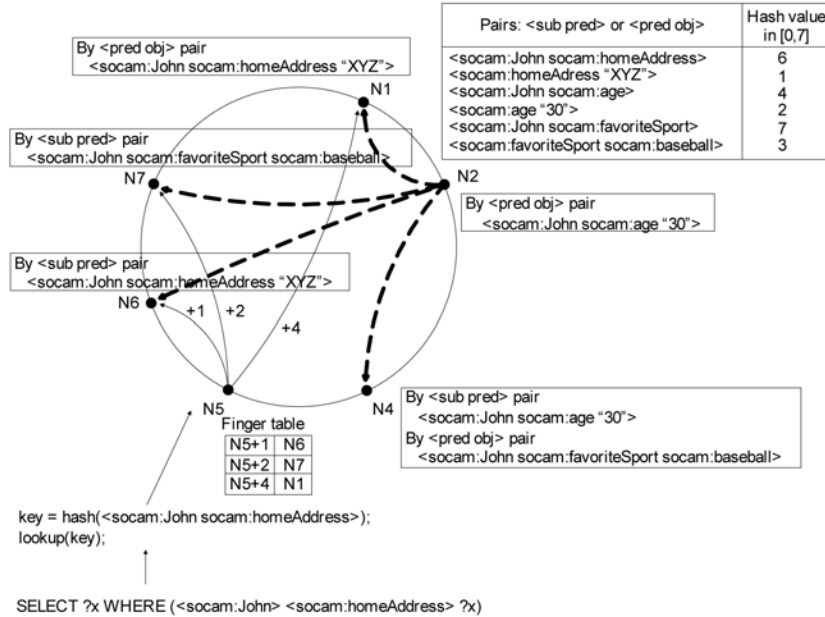 By <pred obj> pair
<socam:John socam:homeAddress “XYZ”>
N1
Pairs: <sub pred> or <pred obj>
Hash value
in [0,7]
<socam:John socam:homeAddress> 6
<socam:homeAdress “XYZ”> 1
<socam:John socam:age> 4
<socam:age “30”> 2
<socam:John socam:favoriteSport> 7
<socam:favoriteSport socam:baseball> 3
By <sub pred> pair
<socam:John socam:favoriteSport socam:baseball>
N7
N2
By <pred obj> pair
<socam:John socam:age “30”>
By <sub pred> pair
<socam:John socam:homeAddress “XYZ”>
N6
+1
+2
+4
N5
N4
By <sub pred> pair
<socam:John socam:age “30”>
By <pred obj> pair
<socam:John socam:favoriteSport socam:baseball>
Finger table
N5+1 N6
N5+2 N7
N5+4 N1
key = hash(<socam:John socam:homeAddress>);
lookup(key);
SELECT ?x WHERE (<socam:John> <socam:homeAddress> ?x)